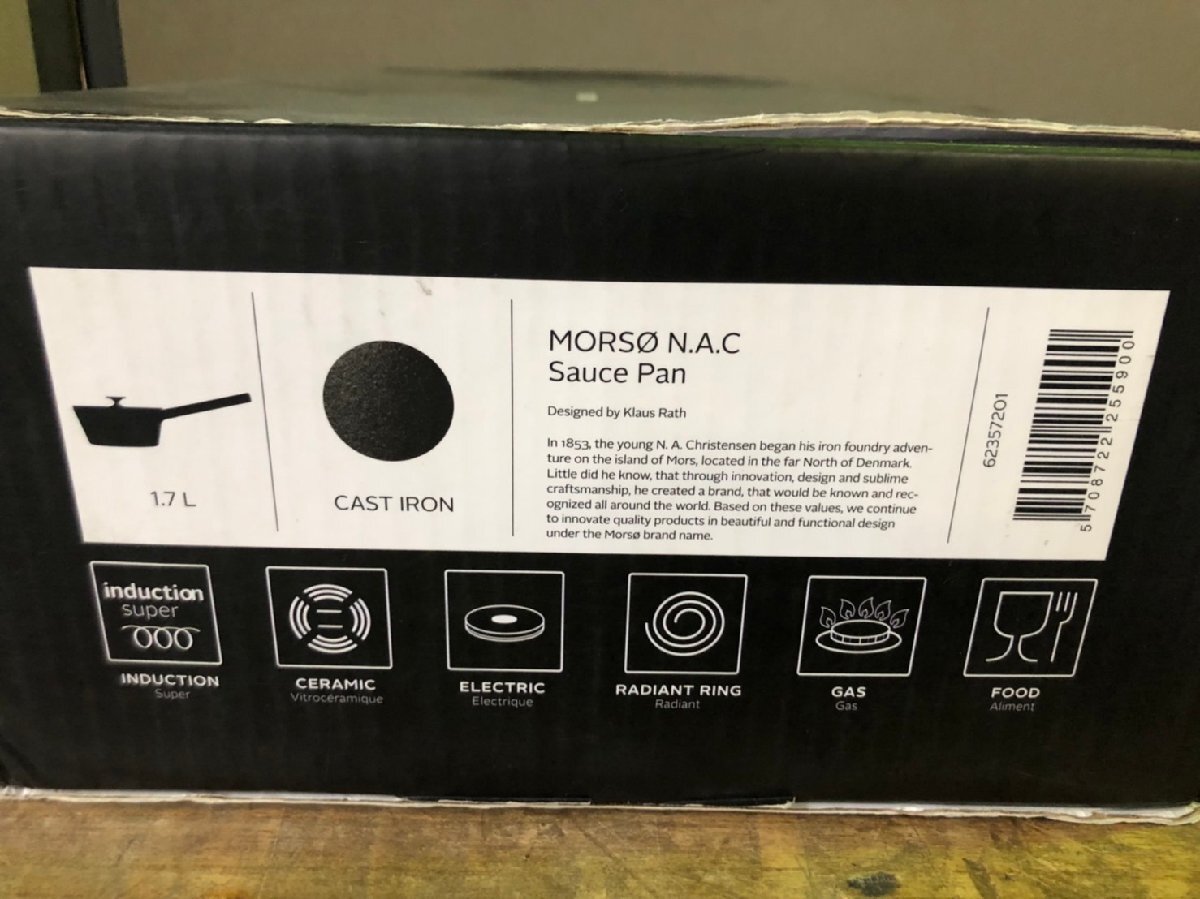 1.7 L
CAST IRON
MORSØ N.A.C
Sauce Pan
Designed by Klaus Rath
In 1853, the young N. A. Christensen began his iron foundry adven-
ture on the island of Mors, located in the far North of Denmark.
Little did he know, that through innovation, design and sublime
craftsmanship, he created a brand, that would be known and rec-
ognized all around the world. Based on these values, we continue
to innovate quality products in beautiful and functional design
under the Morsø brand name.
62357201
5 708722 255900
induction
super
INDUCTION
Super
CERAMIC
Vitroceramique
ELECTRIC
Electrique
RADIANT RING
Radiant
GAS
Gas
FOOD
Aliment